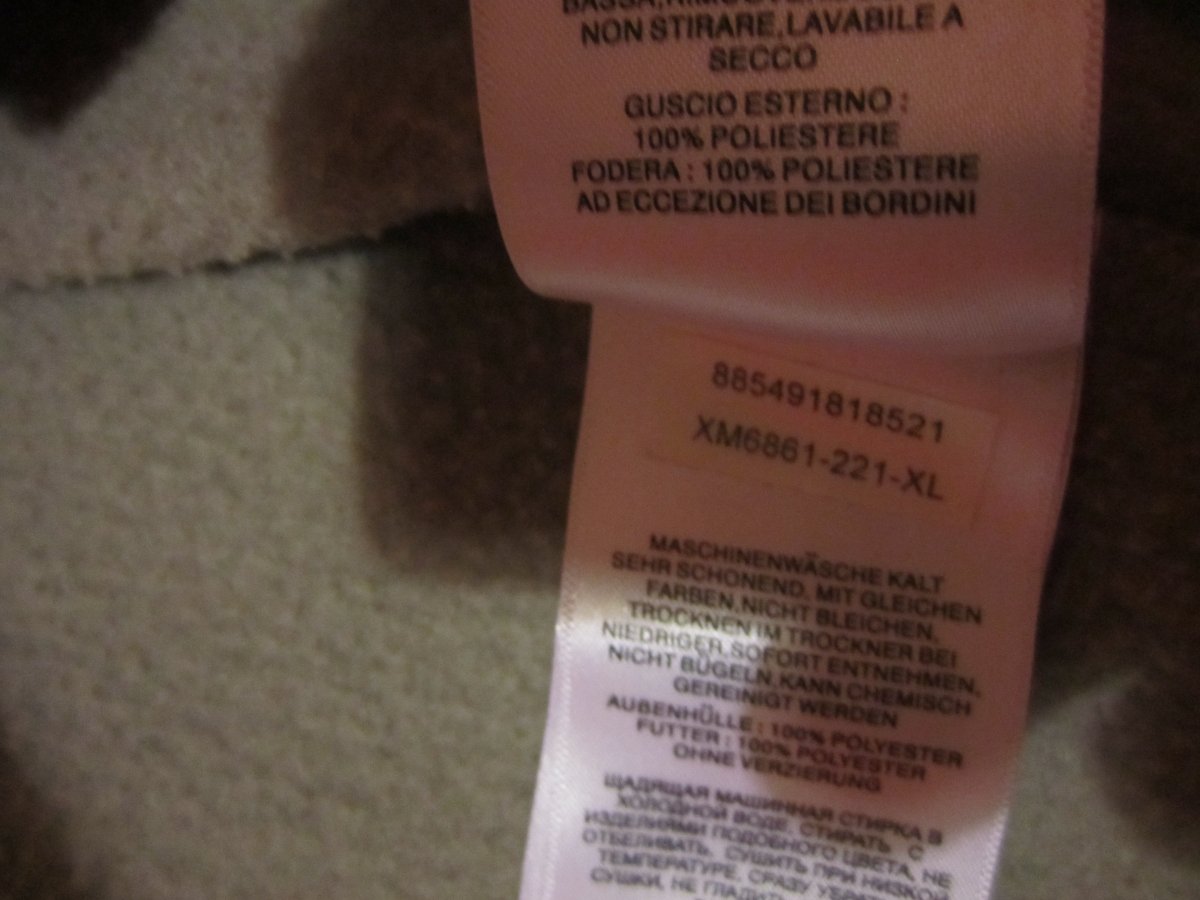 NON STIRARE, LAVABILE A
SECCO
GUSCIO ESTERNO :
100% POLIESTERE
FODERA : 100% POLIESTERE
AD ECCEZIONE DEI BORDINI
885491818521
XM6861-221-XL
MASCHINENWÄSCHE KALT
SEHR SCHONEND, MIT GLEICHEN
FARBEN, NICHT BLEICHEN,
TROCKNEN IM TROCKNER BEI
NIEDRIGER, SOFORT ENTNEHMEN,
NICHT BÜGELN, KANN CHEMISCH
GEREINIGT WERDEN
AUßENHÜLLE : 100% POLYESTER
FUTTER : 100% POLYESTER
OHNE VERZIERUNG
ЩАДЯЩАЯ МАШИННАЯ СТИРКА В
ХОЛОДНОЙ ВОДЕ, СТИРАТЬ С
ИЗДЕЛИЯМИ ПОДОБНОГО ЦВЕТА, НЕ
ОТБЕЛИВАТЬ, СУШИТЬ ПРИ НИЗКОЙ
ТЕМПЕРАТУРЕ, СРАЗУ
СУШКИ, НЕ